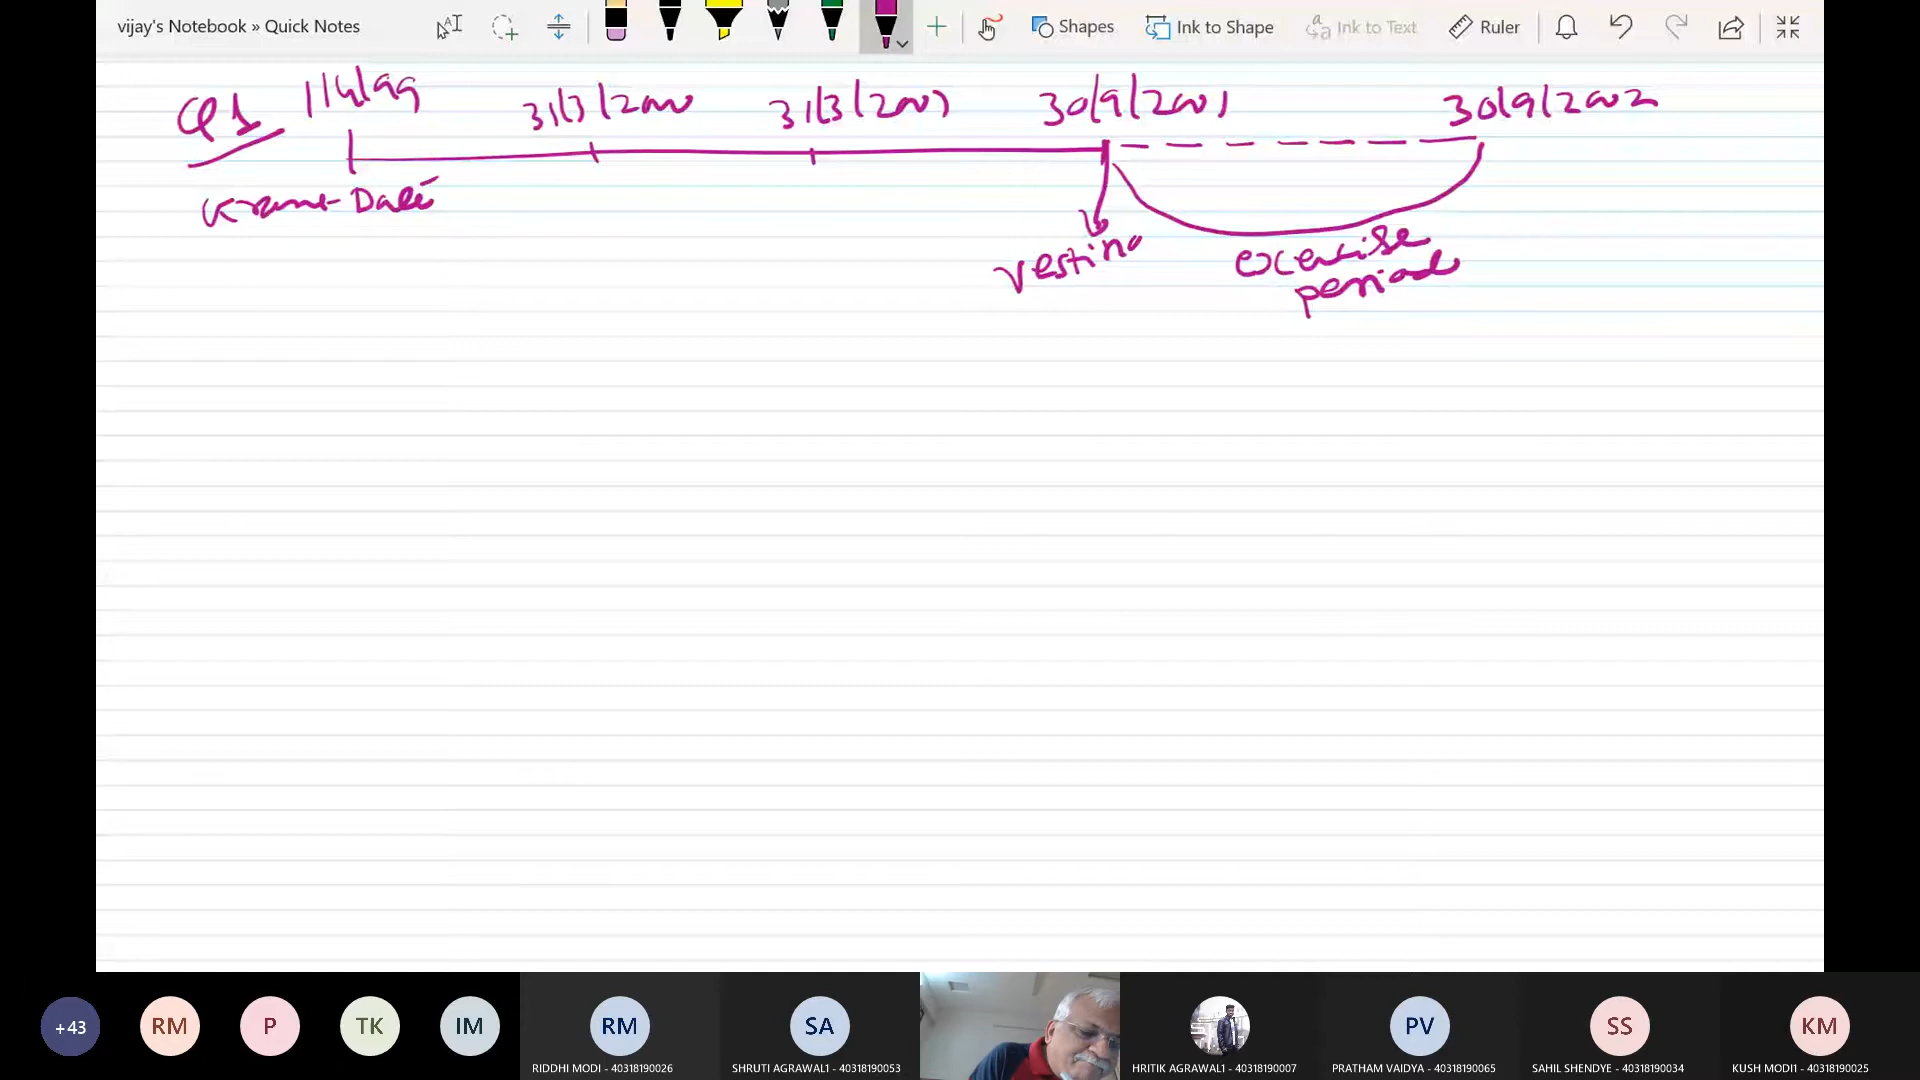 vijay's Notebook » Quick Notes Shapes Ink to Shape Ink to Text Ruler
Q1 1/4/99 31/3/2000 31/3/2001 30/9/2001 30/9/2002
Grant Date
vesting
exercise
period
+43 RM P TK IM RM SA PV SS KM
RIDDHI MODI - 40318190026 SHRUTI AGRAWAL1 - 40318190053 HRITIK AGRAWAL1 - 40318190007 PRATHAM VAIDYA - 40318190065 SAHIL SHENDYE - 40318190034 KUSH MODI1 - 40318190025